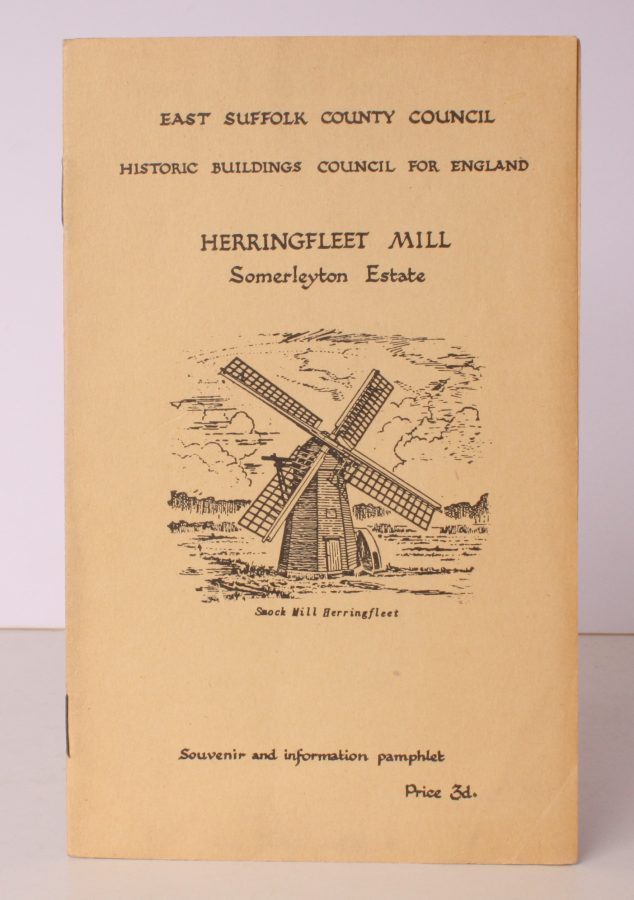 EAST SUFFOLK COUNTY COUNCIL
HISTORIC BUILDINGS COUNCIL FOR ENGLAND
HERRINGFLEET MILL
Somerleyton Estate
Smock Mill Herringfleet
Souvenir and information pamphlet
Price 3d.